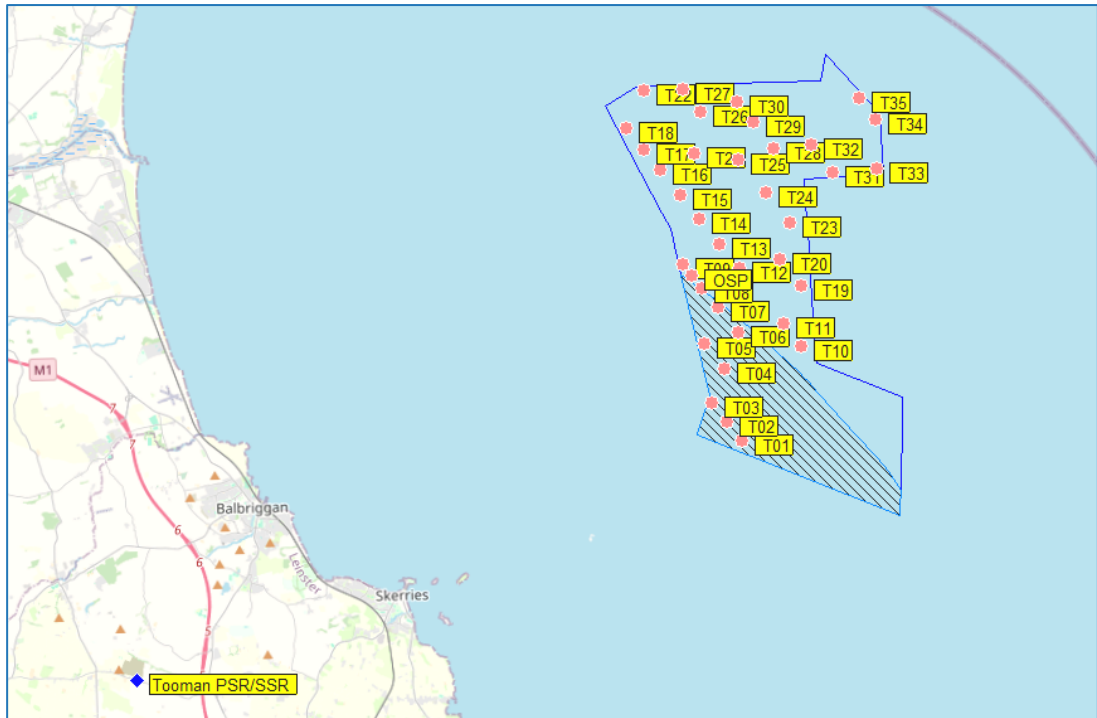 T22
T27
T30
T35
T26
T29
T34
T18
T17
T2
T25
T28
T32
T16
T31
T33
T15
T24
T14
T23
T13
T09
T12
T20
OSP
T19
T08
T07
T11
T06
T10
T05
M1
T04
7
T03
T02
7
T01
Balbriggan
6
6
Leinster
Skerries
5
Tooman PSR/SSR